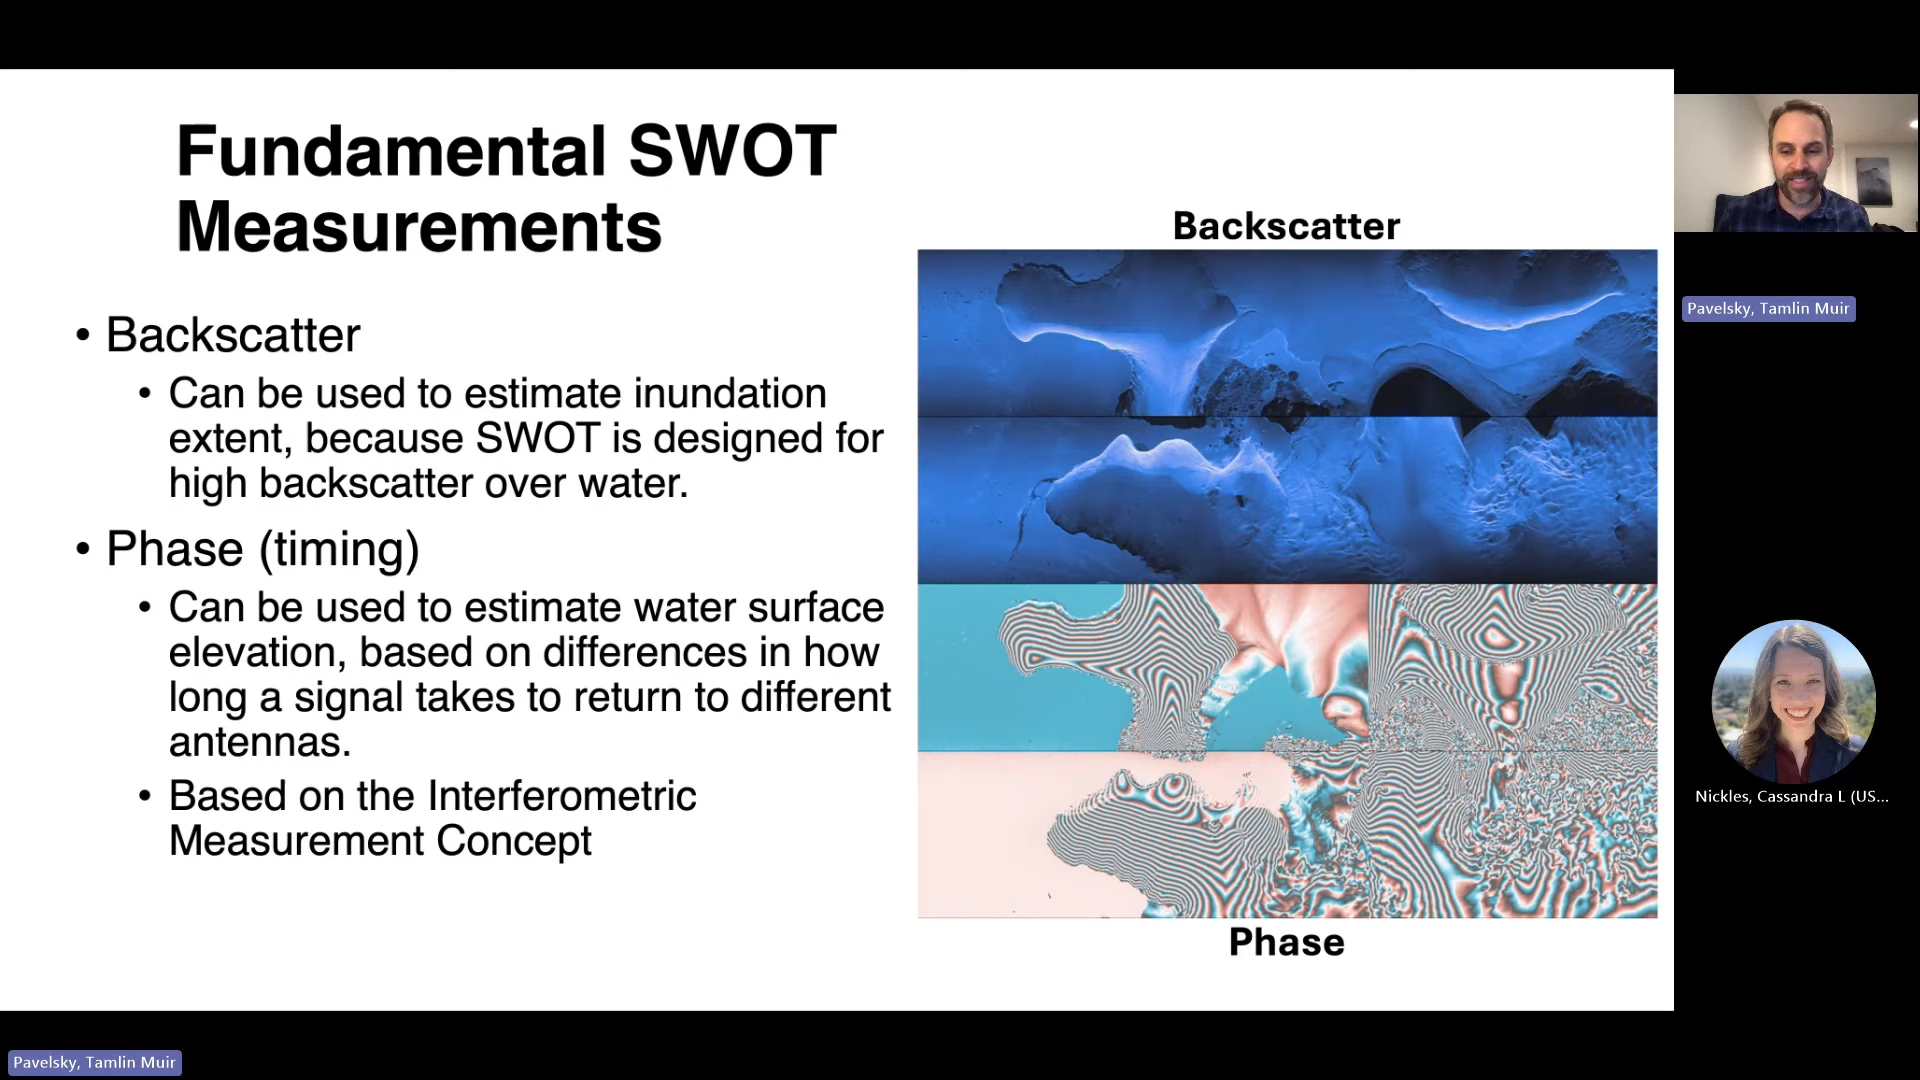 Fundamental SWOT
Measurements
• Backscatter
• Can be used to estimate inundation
extent, because SWOT is designed for
high backscatter over water.
• Phase (timing)
• Can be used to estimate water surface
elevation, based on differences in how
long a signal takes to return to different
antennas.
• Based on the Interferometric
Measurement Concept
Backscatter
Phase
Pavelsky, Tamlin Muir
Nickles, Cassandra L (US...
Pavelsky, Tamlin Muir